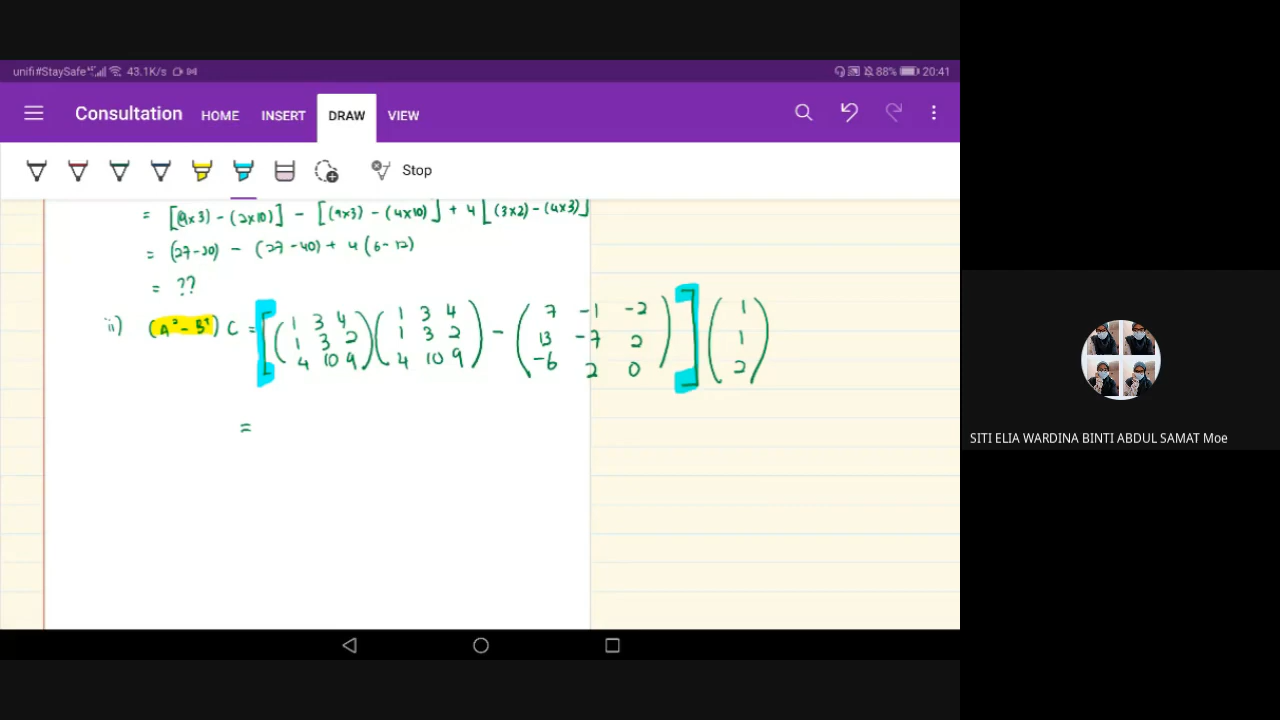 unifi#StaySafe 43.1K/s 88% 20:41
Consultation HOME INSERT DRAW VIEW
Stop
= [(9x3) - (2x10)] - [(9x3) - (4x10)] + 4[(3x2) - (4x3)]
= (27-20) - (27-40) + 4(6-12)
= ??
ii) (A² - Bᵀ) C = [(1 3 4) (1 3 4) - (7 -1 -2)] (1)
(1 3 2) (1 3 2) (13 -7 2) (1)
(4 10 9) (4 10 9) (-6 2 0) (2)
=
SITI ELIA WARDINA BINTI ABDUL SAMAT Moe